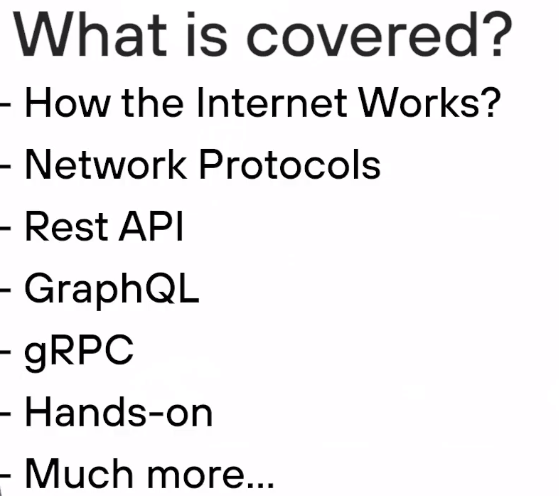 What is covered?
- How the Internet Works?
- Network Protocols
- Rest API
- GraphQL
- gRPC
- Hands-on
- Much more...